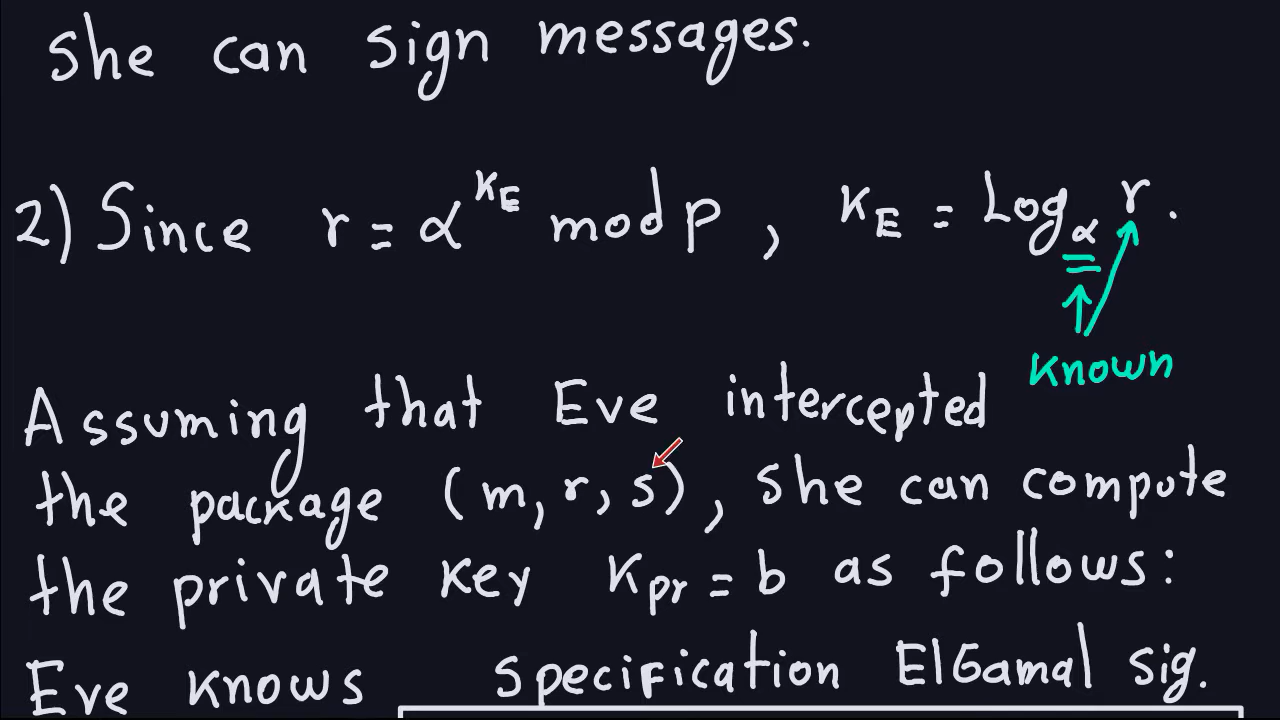 she can sign messages.
2) Since r = α^K_E mod p , K_E = Log_α r .
Known
Assuming that Eve intercepted
the package (m, r, s), she can compute
the private key K_pr = b as follows:
Eve knows specification ElGamal sig.